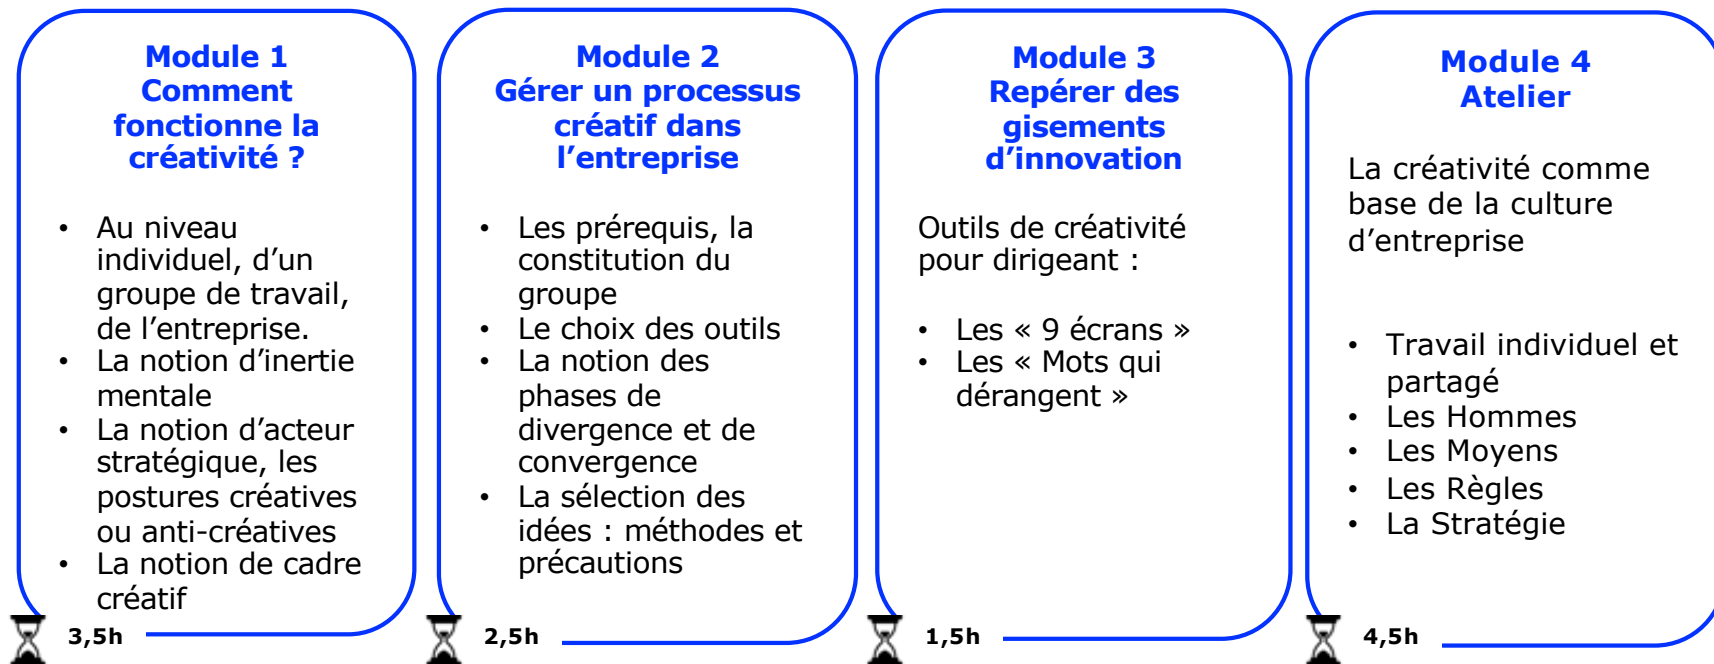 Module 1
Comment
fonctionne la
créativité ?
• Au niveau
individuel, d’un
groupe de travail,
de l’entreprise.
• La notion d’inertie
mentale
• La notion d’acteur
stratégique, les
postures créatives
ou anti-créatives
• La notion de cadre
créatif
3,5h
Module 2
Gérer un processus
créatif dans
l’entreprise
• Les prérequis, la
constitution du
groupe
• Le choix des outils
• La notion des
phases de
divergence et de
convergence
• La sélection des
idées : méthodes et
précautions
2,5h
Module 3
Repérer des
gisements
d’innovation
Outils de créativité
pour dirigeant :
• Les « 9 écrans »
• Les « Mots qui
dérangent »
1,5h
Module 4
Atelier
La créativité comme
base de la culture
d’entreprise
• Travail individuel et
partagé
• Les Hommes
• Les Moyens
• Les Règles
• La Stratégie
4,5h